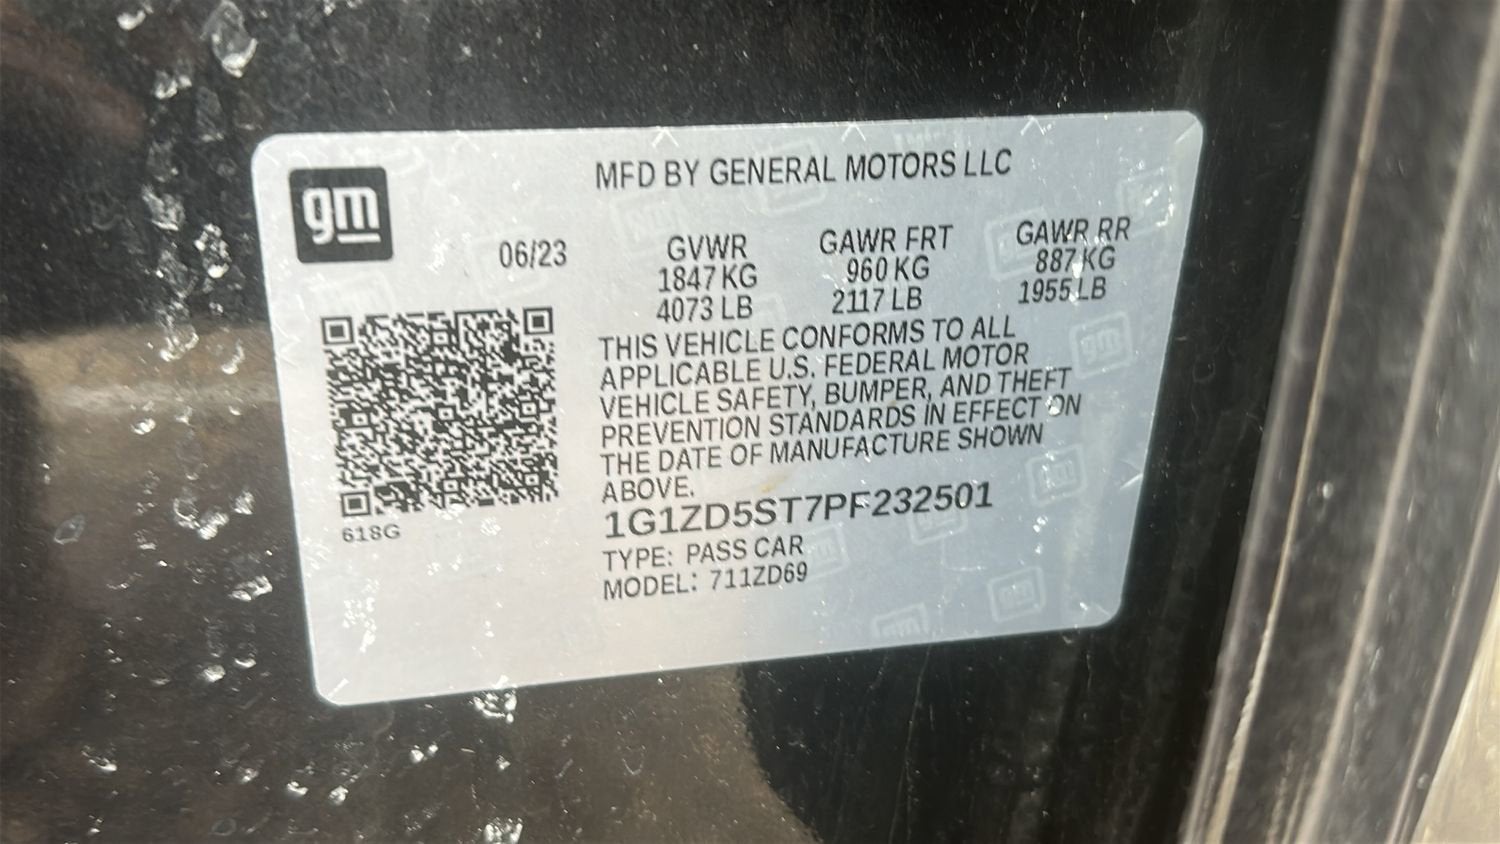 gm
MFD BY GENERAL MOTORS LLC
06/23
GVWR
1847 KG
4073 LB
GAWR FRT
960 KG
2117 LB
GAWR RR
887 KG
1955 LB
THIS VEHICLE CONFORMS TO ALL
APPLICABLE U.S. FEDERAL MOTOR
VEHICLE SAFETY, BUMPER, AND THEFT
PREVENTION STANDARDS IN EFFECT ON
THE DATE OF MANUFACTURE SHOWN
ABOVE.
1G1ZD5ST7PF232501
TYPE: PASS CAR
MODEL: 711ZD69
618G